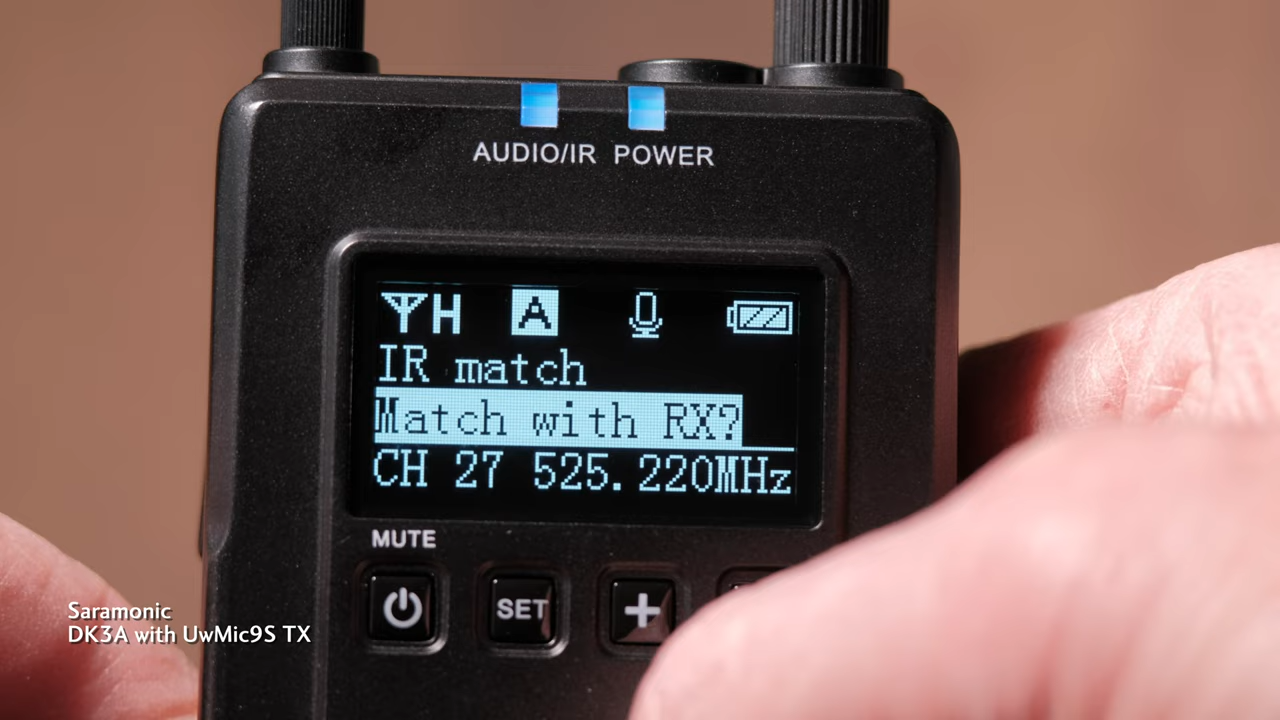 AUDIO/IR POWER
H A
IR match
Match with RX?
CH 27 525.220MHz
MUTE
SET +
Saramonic
DK3A with UwMic9S TX